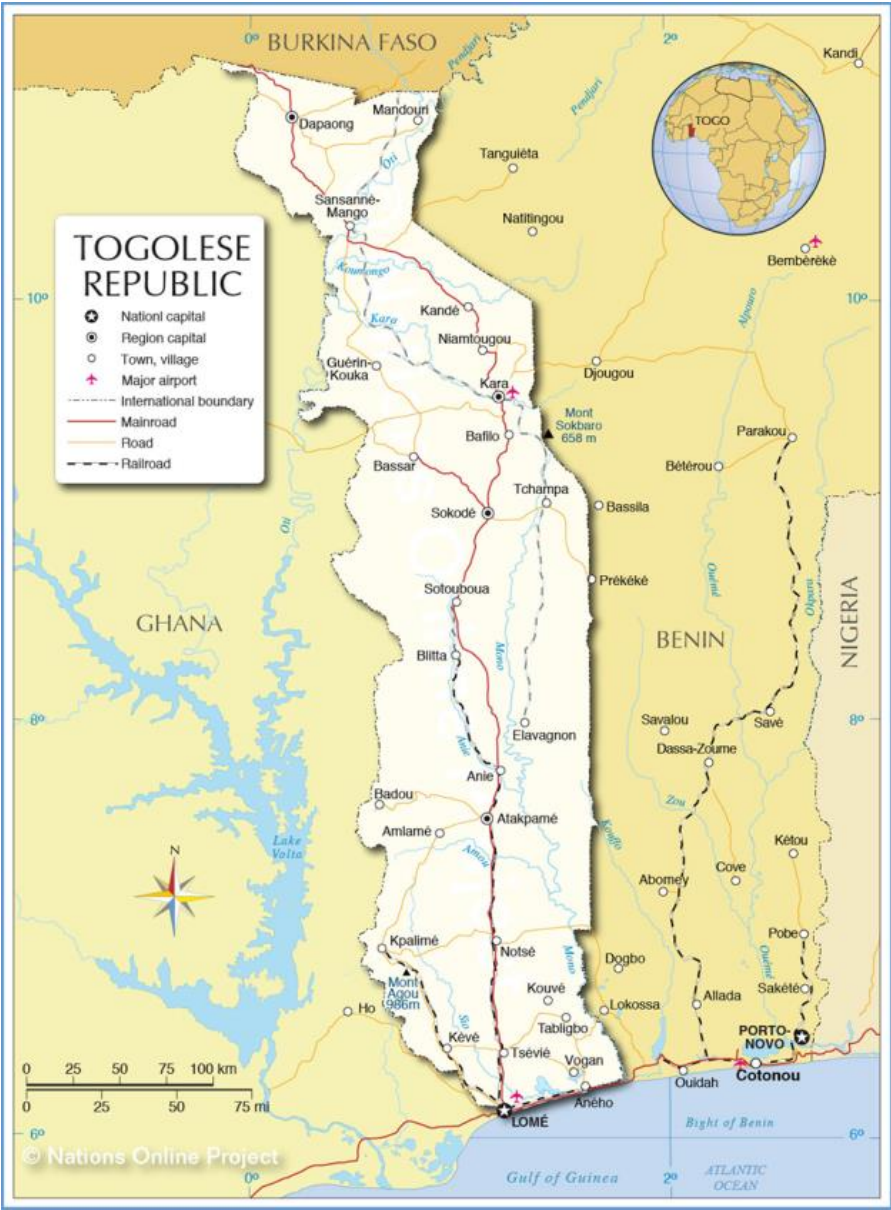 0°
2°
BURKINA FASO
Pendjari
Kandi
Pendjari
Mandouri
Dapaong
TOGO
Oti
Tanguiéta
Sansanné-
Mango
Natitingou
TOGOLESE
REPUBLIC
Nationl capital
Region capital
Town, village
Major airport
International boundary
Mainroad
Road
Railroad
Bembèrèkè
Koumongo
10°
10°
Kandé
Alpouro
Kara
Niamtougou
Guérin-
Kouka
Djougou
Kara
Mont
Sokbaro
658 m
Bafilo
Parakou
Bassar
Bétérou
Tchampa
Sokodé
Bassila
Oti
Prékéké
Ouémé
Okpara
Sotouboua
GHANA
BENIN
NIGERIA
Blitta
Mono
8°
8°
Elavagnon
Savalou
Savé
Anié
Dassa-Zoume
Anie
Badou
Zou
Atakpamé
Amlamé
Kouffo
Lake
Volta
Amou
Kétou
N
Cove
Abomey
Kpalimé
Notsé
Pobe
Mono
Ouémé
Dogbo
Mont
Agou
986m
Kouvé
Sakété
Allada
Ho
Lokossa
Sio
Tabligbo
PORTO-
NOVO
Kévé
Tsévié
Vogan
0 25 50 75 100 km
Cotonou
Ouidah
0 25 50 75 mi
Aného
LOMÉ
Bight of Benin
6°
6°
© Nations Online Project
0°
Gulf of Guinea
2°
ATLANTIC
OCEAN